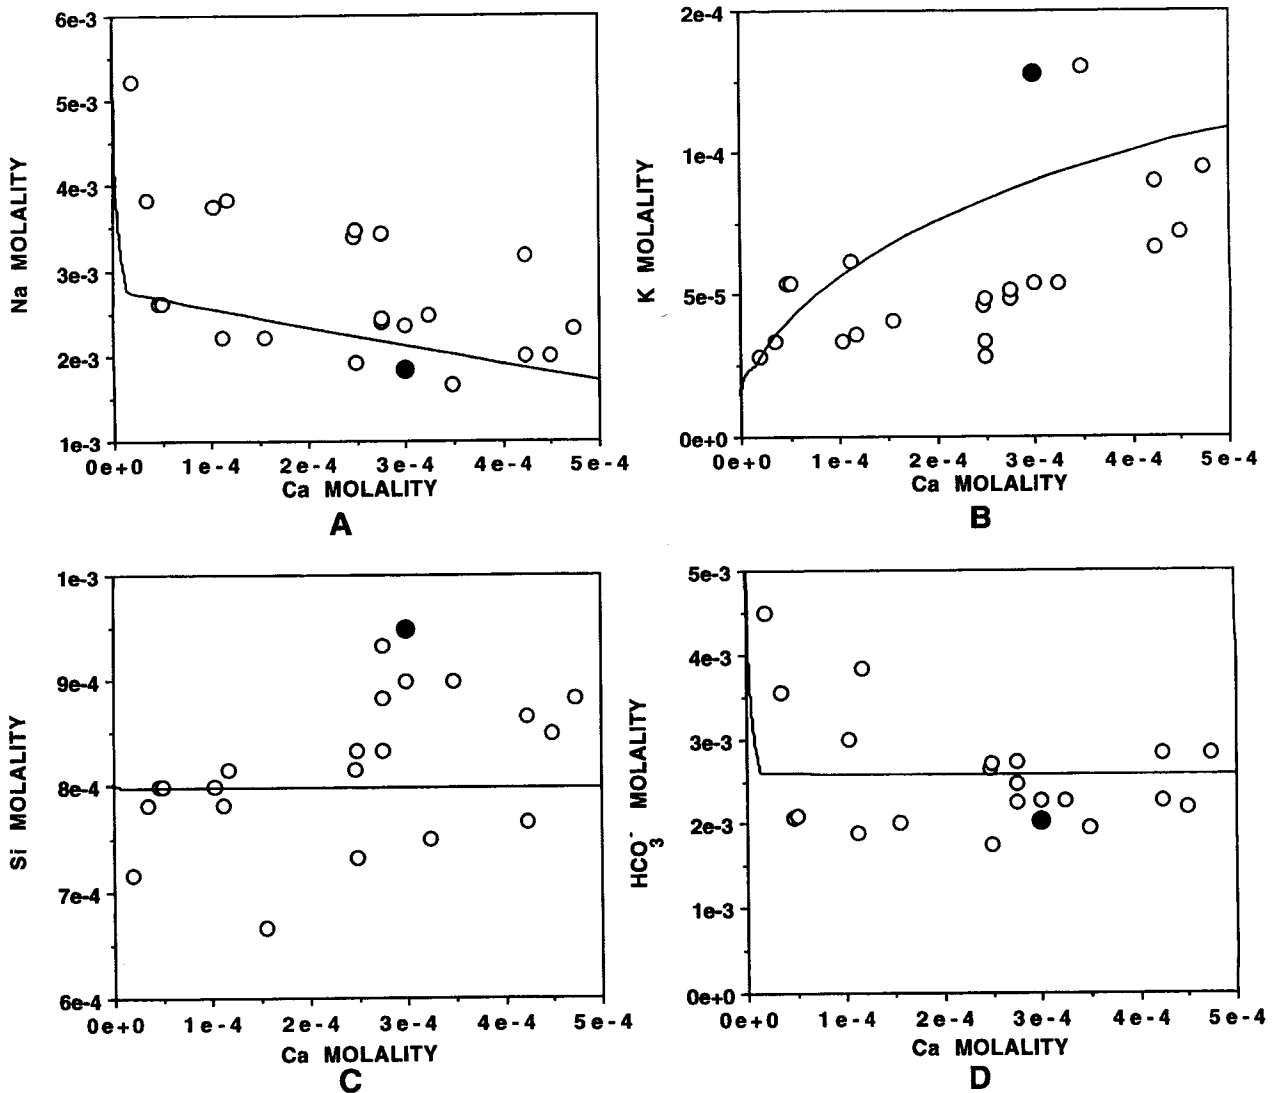 6e-3
5e-3
4e-3
3e-3
2e-3
1e-3
Na MOLALITY
0e+0 1e-4 2e-4 3e-4 4e-4 5e-4
Ca MOLALITY
A
2e-4
1e-4
5e-5
0e+0
K MOLALITY
0e+0 1e-4 2e-4 3e-4 4e-4 5e-4
Ca MOLALITY
B
1e-3
9e-4
8e-4
7e-4
6e-4
Si MOLALITY
0e+0 1e-4 2e-4 3e-4 4e-4 5e-4
Ca MOLALITY
C
5e-3
4e-3
3e-3
2e-3
1e-3
0e+0
HCO3- MOLALITY
0e+0 1e-4 2e-4 3e-4 4e-4 5e-4
Ca MOLALITY
D